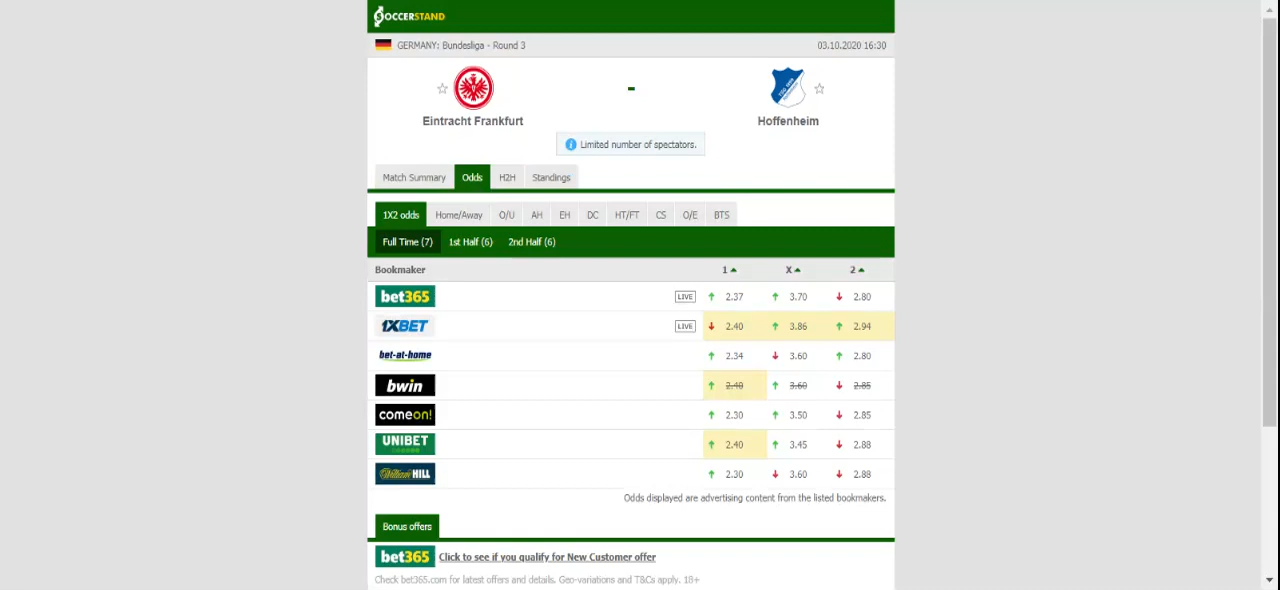 SOCCERSTAND
GERMANY: Bundesliga - Round 3 03.10.2020 16:30
-
Eintracht Frankfurt Hoffenheim
Limited number of spectators.
Match Summary Odds H2H Standings
1X2 odds Home/Away O/U AH EH DC HT/FT CS O/E BTS
Full Time (7) 1st Half (6) 2nd Half (6)
Bookmaker 1 X 2
bet365 LIVE 2.37 3.70 2.80
1XBET LIVE 2.40 3.86 2.94
bet-at-home 2.34 3.60 2.80
bwin 2.40 3.60 2.85
comeon! 2.30 3.50 2.85
UNIBET 2.40 3.45 2.88
William HILL 2.30 3.60 2.88
Odds displayed are advertising content from the listed bookmakers.
Bonus offers
bet365 Click to see if you qualify for New Customer offer
Check bet365.com for latest offers and details. Geo-variations and T&Cs apply. 18+